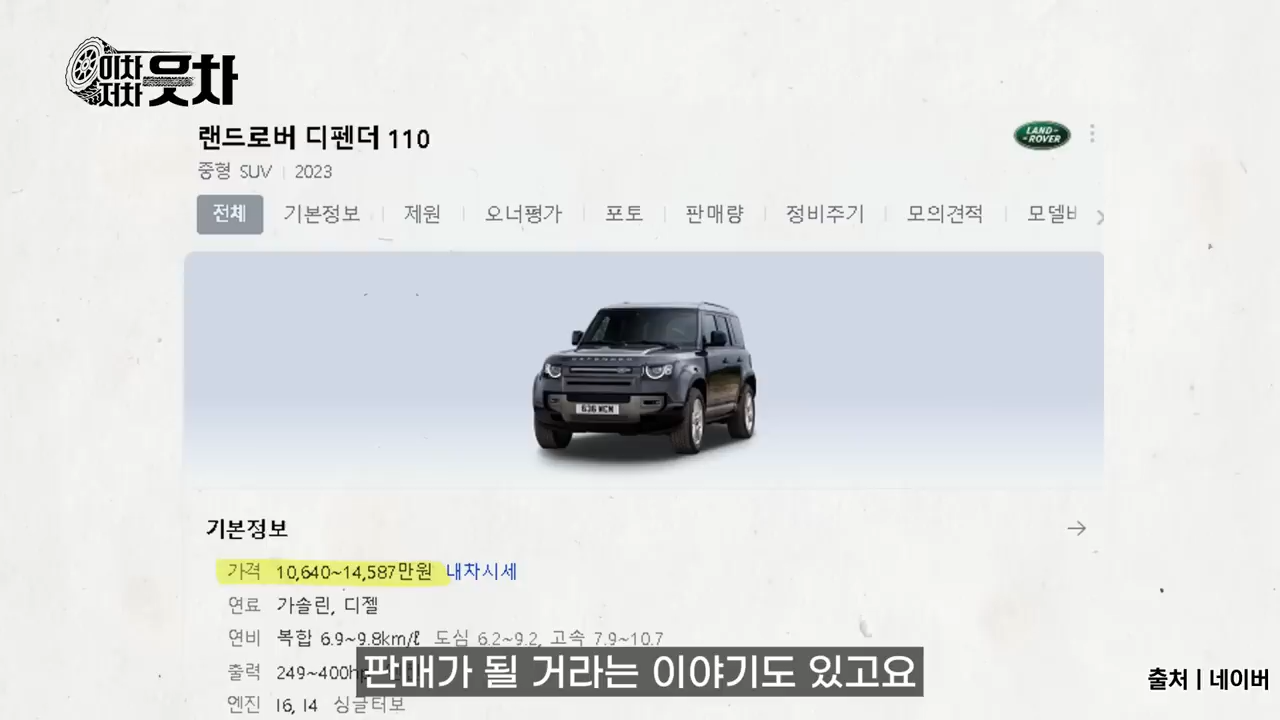 이차
저차 웃차
랜드로버 디펜더 110
LAND-
-ROVER
중형 SUV | 2023
전체 기본정보 제원 오너평가 포토 판매량 정비주기 모의견적
DEFENDER
기본정보
가격 10,640~14,587만원 내차시세
연료 가솔린, 디젤
연비 복합 6.9~9.8km/ℓ 도심 6.2~9.2, 고속 7.9~10.7
출력 249~400hp
판매가 될 거라는 이야기도 있고요
출처 | 네이버
엔진 I6, I4 싱글터보